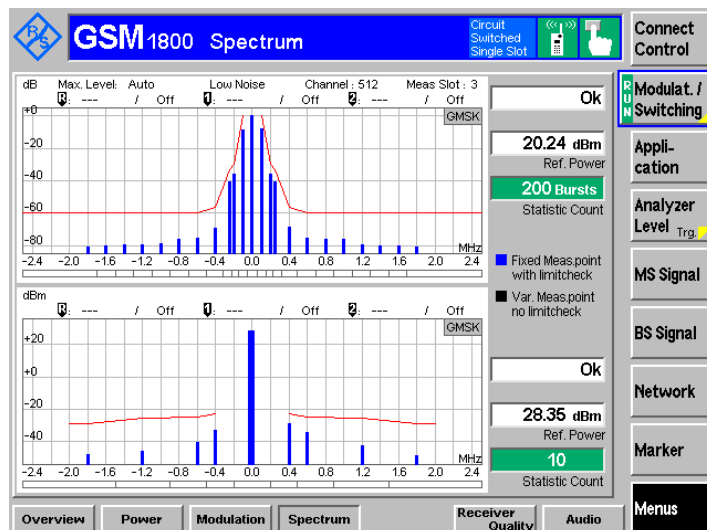 R&S
GSM 1800 Spectrum
Circuit
Switched
Single Slot
Connect
Control
dB Max. Level: Auto Low Noise Channel : 512 Meas Slot : 3
R: --- / Off 1: --- / Off 2: --- / Off
GMSK
+0
-20
-40
-60
-80
MHz
-2.4 -2.0 -1.6 -1.2 -0.8 -0.4 0.0 0.4 0.8 1.2 1.6 2.0 2.4
Ok
20.24 dBm
Ref. Power
200 Bursts
Statistic Count
Fixed Meas.point
with limitcheck
Var. Meas.point
no limitcheck
dBm
R: --- / Off 1: --- / Off 2: --- / Off
GMSK
+20
+0
-20
-40
MHz
-2.4 -2.0 -1.6 -1.2 -0.8 -0.4 0.0 0.4 0.8 1.2 1.6 2.0 2.4
Ok
28.35 dBm
Ref. Power
10
Statistic Count
RUN
Modulat. /
Switching
Appli-
cation
Analyzer
Level Trg.
MS Signal
BS Signal
Network
Marker
Menus
Overview Power Modulation Spectrum Receiver
Quality Audio